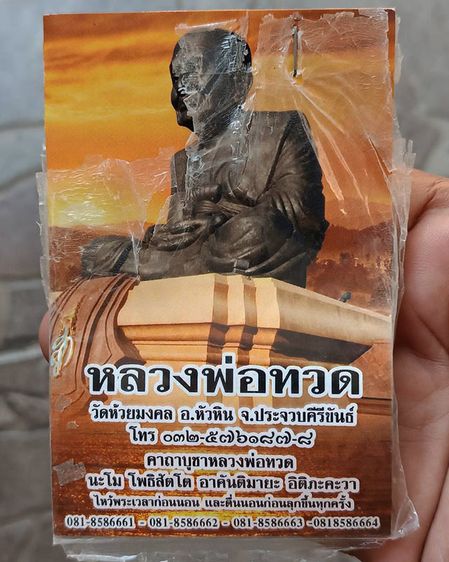 หลวงพ่อทวด
วัดห้วยมงคล อ.หัวหิน จ.ประจวบคีรีขันธ์
โทร ๐๓๒-๕๗๖๑๘๗-๘
คาถาบูชาหลวงพ่อทวด
นะโม โพธิสัตโต อาคันติมายะ อิติภะคะวา
ไหว้พระเวลาก่อนนอน และตื่นนอนก่อนลุกขึ้นทุกครั้ง
081-8586661 - 081-8586662 - 081-8586663 -0818586664